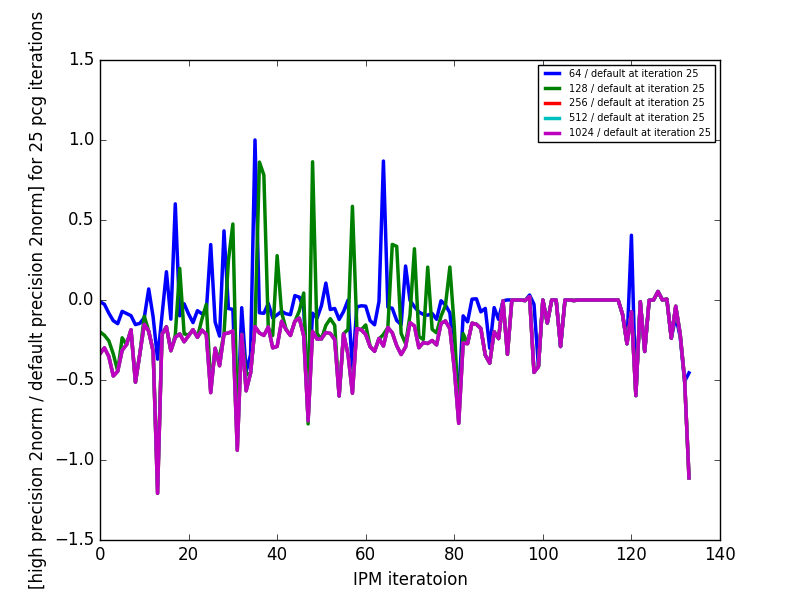 [high precision 2norm / default precision 2norm] for 25 pcg iterations
1.5
1.0
0.5
0.0
−0.5
−1.0
−1.5
64 / default at iteration 25
128 / default at iteration 25
256 / default at iteration 25
512 / default at iteration 25
1024 / default at iteration 25
0 20 40 60 80 100 120 140
IPM iteratoion